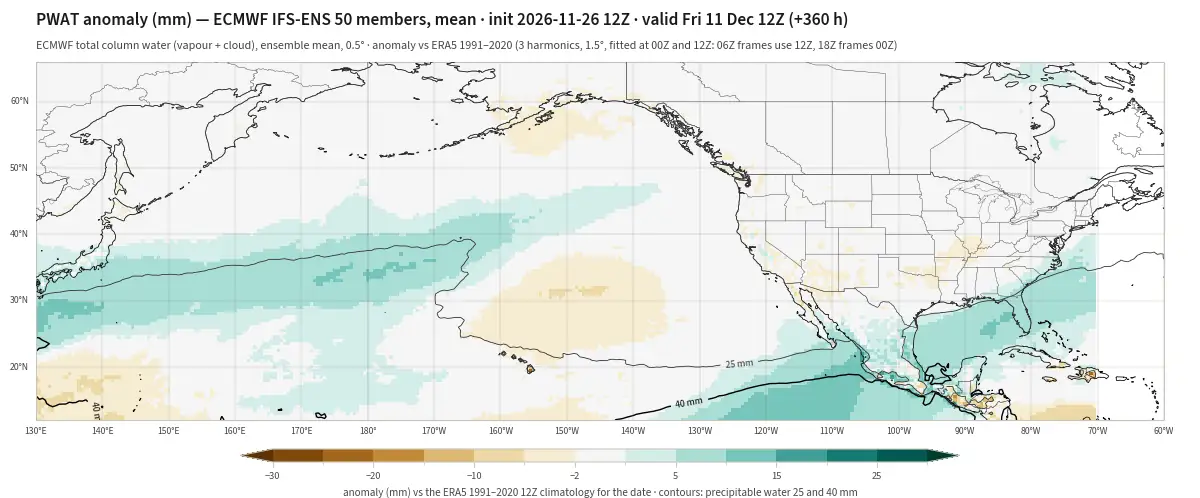 PWAT anomaly (mm) — ECMWF IFS-ENS 50 members, mean · init 2026-11-26 12Z · valid Fri 11 Dec 12Z (+360 h)
ECMWF total column water (vapour + cloud), ensemble mean, 0.5° · anomaly vs ERA5 1991–2020 (3 harmonics, 1.5°, fitted at 00Z and 12Z: 06Z frames use 12Z, 18Z frames 00Z)
60°N
50°N
40°N
30°N
20°N
25 mm
40 mm
130°E 140°E 150°E 160°E 170°E 180° 170°W 160°W 150°W 140°W 130°W 120°W 110°W 100°W 90°W 80°W 70°W 60°W
−30 −20 −10 −2 5 15 25
anomaly (mm) vs the ERA5 1991–2020 12Z climatology for the date · contours: precipitable water 25 and 40 mm